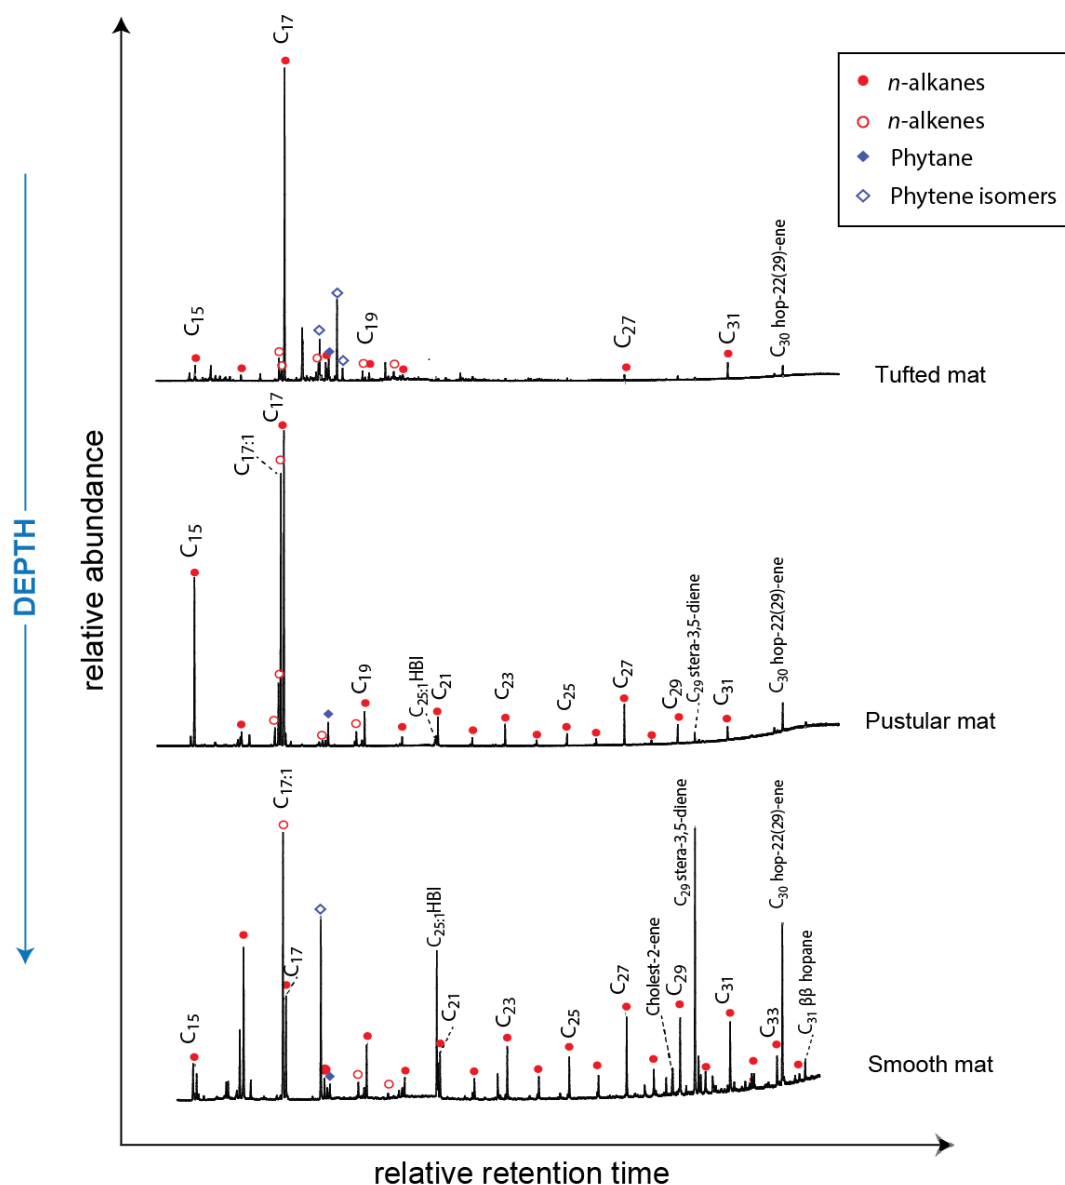 C17
n-alkanes
n-alkenes
Phytane
Phytene isomers
C15
C19
C27
C31
C30 hop-22(29)-ene
Tufted mat
C17
C17:1
C15
C19
C25:1HBI
C21
C23
C25
C27
C29
C29 stera-3,5-diene
C31
C30 hop-22(29)-ene
Pustular mat
C17:1
C15
C17
C25:1HBI
C21
C23
C25
C27
Cholest-2-ene
C29
C29 stera-3,5-diene
C31
C33
C30 hop-22(29)-ene
C31 ββ hopane
Smooth mat
DEPTH
relative abundance
relative retention time